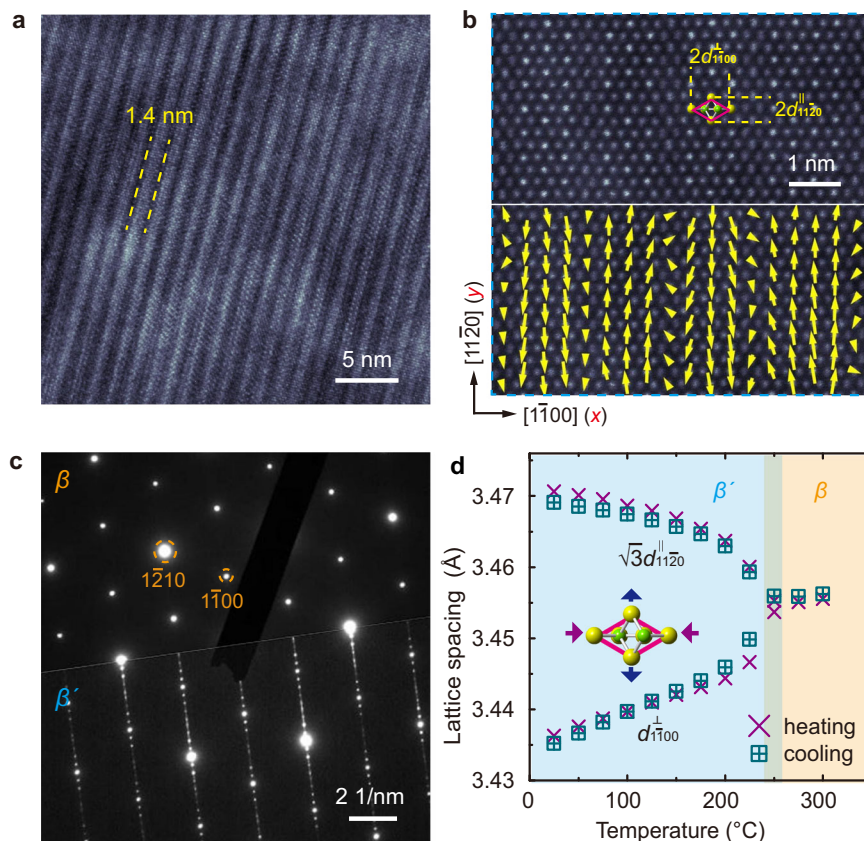 a
1.4 nm
5 nm
b
2d⊥11̅00
2d||112̅0
1 nm
[112̅0] (y)
[11̅00] (x)
c
β
12̅10
11̅00
β´
2 1/nm
d
3.47
3.46
3.45
3.44
3.43
Lattice spacing (Å)
β´
β
√3d||112̅0
d⊥11̅00
heating
cooling
0
100
200
300
Temperature (°C)